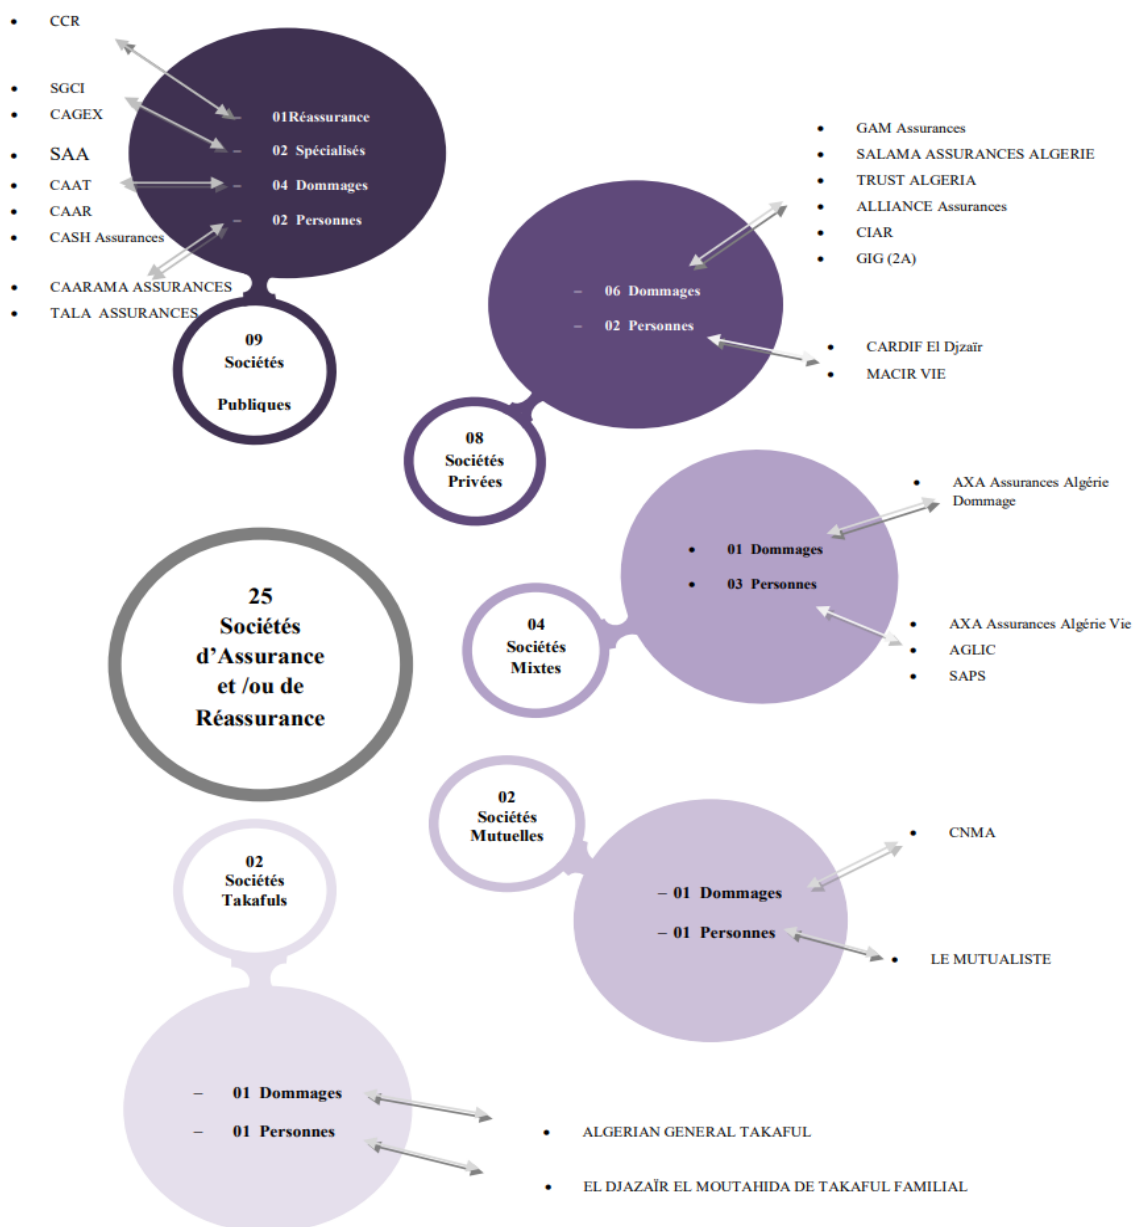 CCR
SGCI
CAGEX
SAA
CAAT
CAAR
CASH Assurances
CAARAMA ASSURANCES
TALA ASSURANCES
– 01Réassurance
– 02 Spécialisés
– 04 Dommages
– 02 Personnes
09
Sociétés
Publiques
GAM Assurances
SALAMA ASSURANCES ALGERIE
TRUST ALGERIA
ALLIANCE Assurances
CIAR
GIG (2A)
– 06 Dommages
– 02 Personnes
CARDIF El Djzaïr
MACIR VIE
08
Sociétés
Privées
AXA Assurances Algérie
Dommage
• 01 Dommages
• 03 Personnes
AXA Assurances Algérie Vie
AGLIC
SAPS
04
Sociétés
Mixtes
25
Sociétés
d’Assurance
et /ou de
Réassurance
02
Sociétés
Mutuelles
CNMA
– 01 Dommages
– 01 Personnes
LE MUTUALISTE
02
Sociétés
Takafuls
– 01 Dommages
– 01 Personnes
ALGERIAN GENERAL TAKAFUL
EL DJAZAÏR EL MOUTAHIDA DE TAKAFUL FAMILIAL